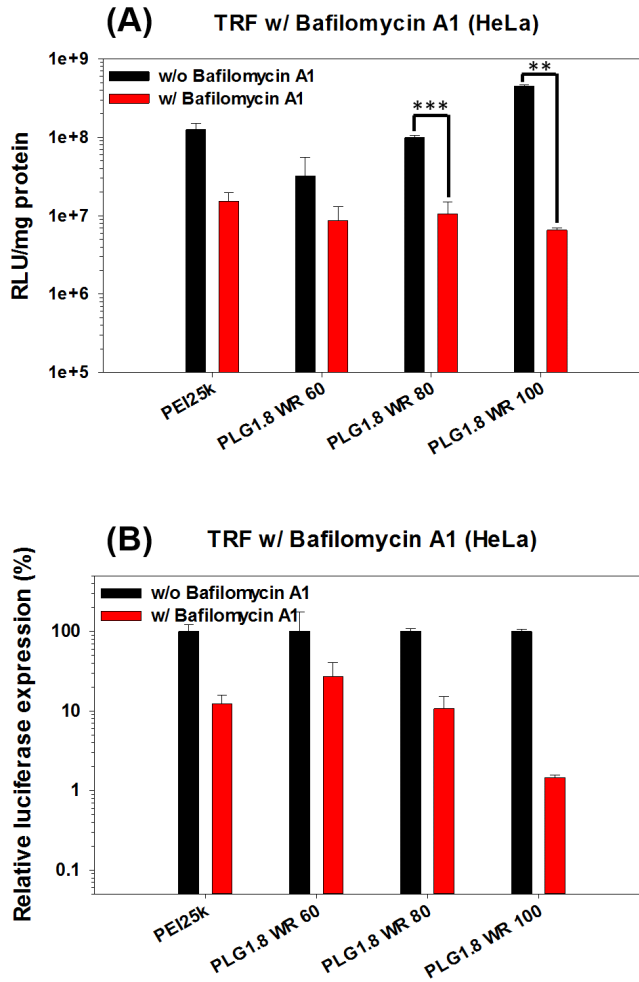 (A) TRF w/ Bafilomycin A1 (HeLa)
1e+9
w/o Bafilomycin A1
w/ Bafilomycin A1
**
***
1e+8
1e+7
1e+6
1e+5
RLU/mg protein
PEI25k
PLG1.8 WR 60
PLG1.8 WR 80
PLG1.8 WR 100
(B) TRF w/ Bafilomycin A1 (HeLa)
w/o Bafilomycin A1
w/ Bafilomycin A1
100
10
1
0.1
Relative luciferase expression (%)
PEI25k
PLG1.8 WR 60
PLG1.8 WR 80
PLG1.8 WR 100